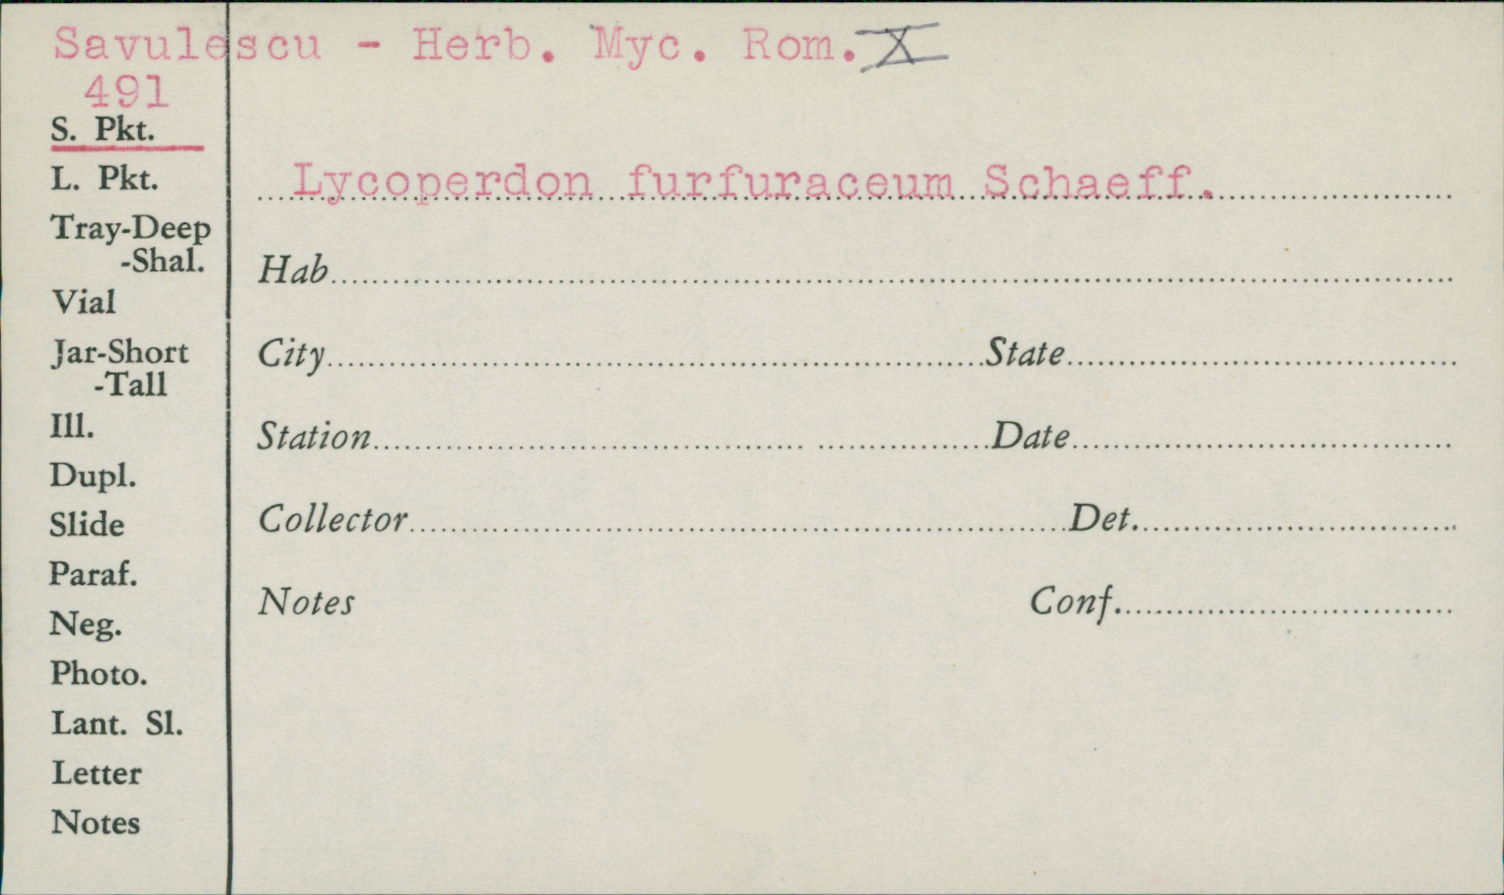 Savulescu - Herb. Myc. Rom. X
491
S. Pkt.
L. Pkt.
Lycoperdon furfuraceum Schaeff.
Tray-Deep
-Shal.
Hab
Vial
City State
Jar-Short
-Tall
Ill.
Station Date
Dupl.
Slide
Collector Det.
Paraf.
Notes Conf.
Neg.
Photo.
Lant. Sl.
Letter
Notes